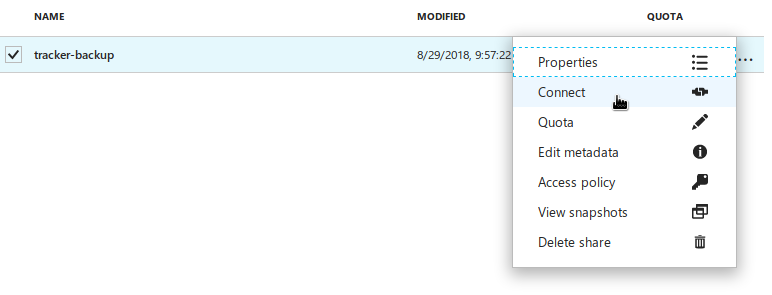 NAME MODIFIED QUOTA
tracker-backup 8/29/2018, 9:57:22 ...
Properties
Connect
Quota
Edit metadata
Access policy
View snapshots
Delete share